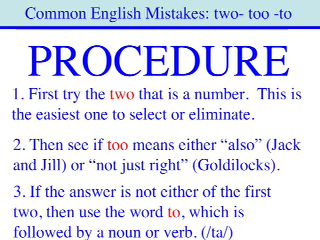 Common English Mistakes: two- too -to
PROCEDURE
1. First try the two that is a number.  This is
the easiest one to select or eliminate.
2. Then see if too means either “also” (Jack
and Jill) or “not just right” (Goldilocks).
3. If the answer is not either of the first
two, then use the word to, which is
followed by a noun or verb. (/ta/)